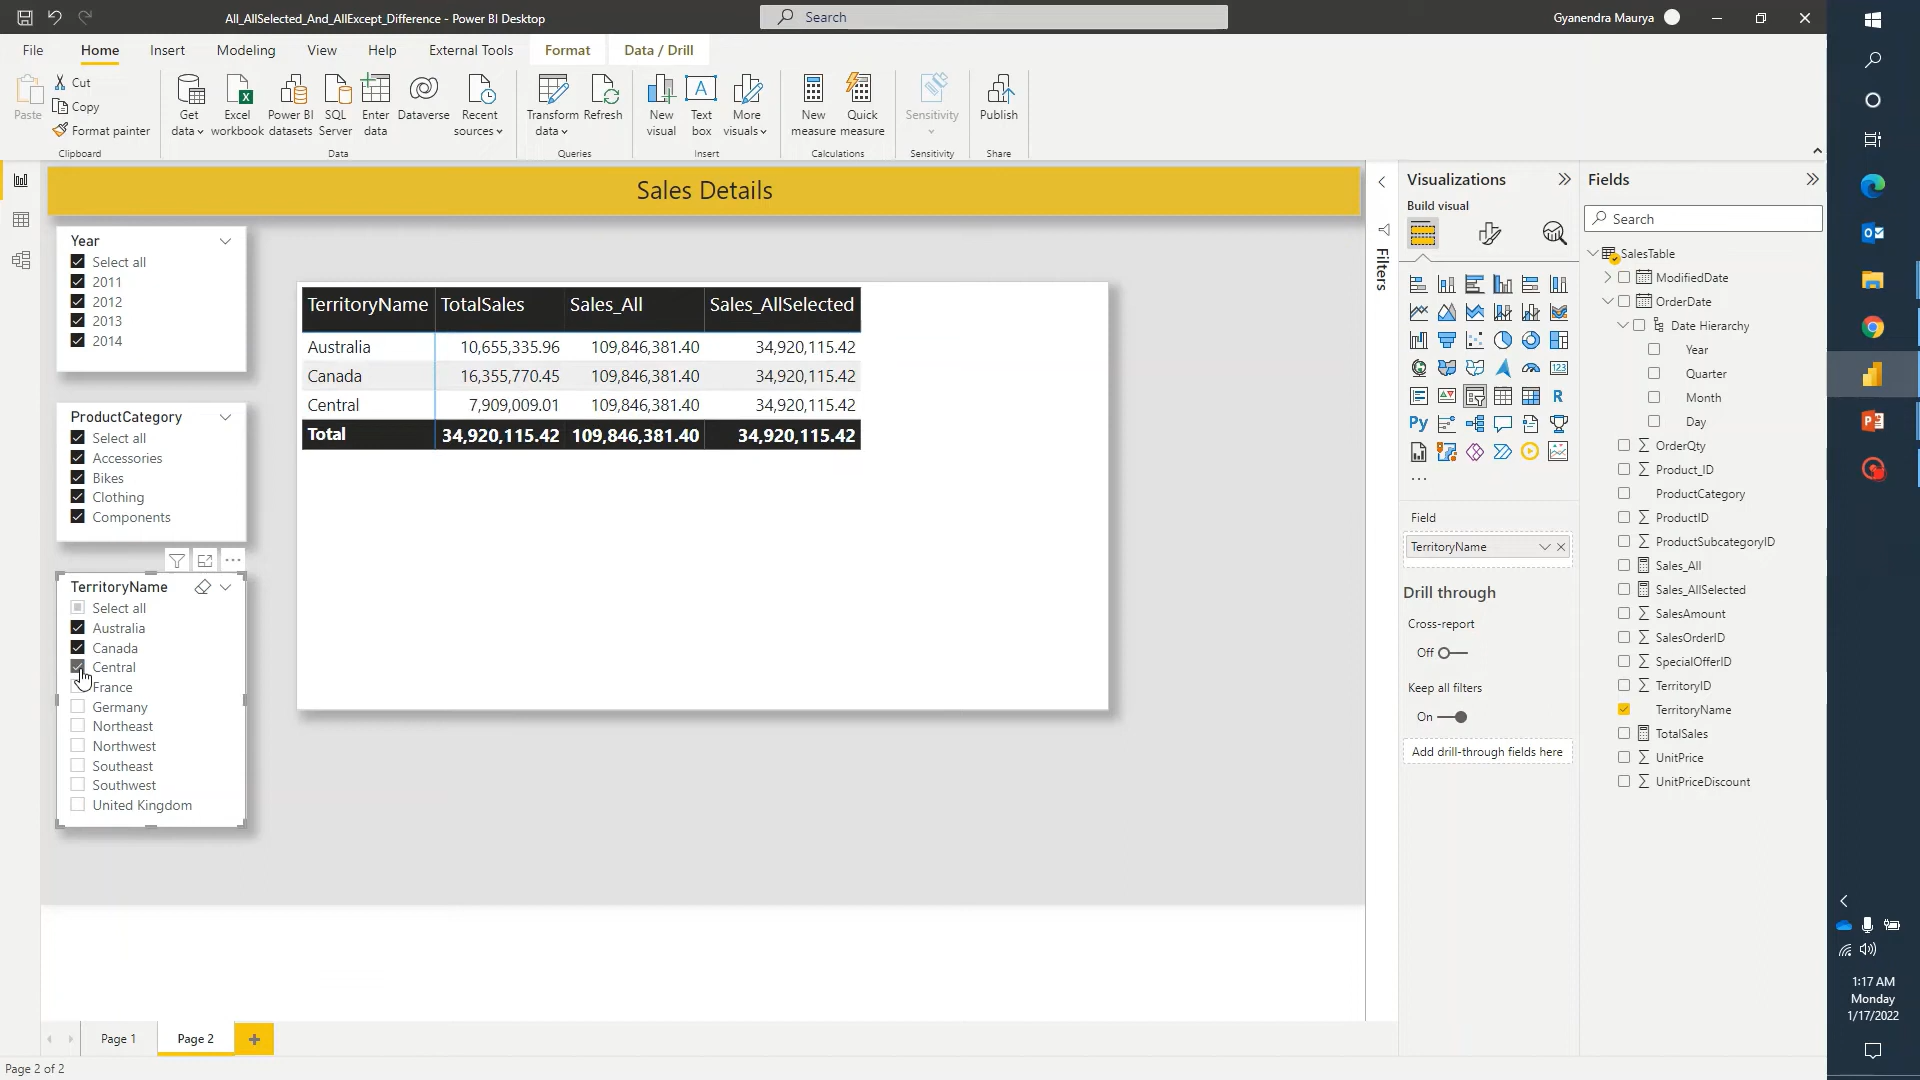 All_AllSelected_And_AllExcept_Difference - Power BI Desktop
Search
Gyanendra Maurya
File Home Insert Modeling View Help External Tools Format Data / Drill
Paste
Cut
Copy
Format painter
Clipboard
Get data
Excel workbook
Power BI datasets
SQL Server
Enter data
Dataverse
Recent sources
Data
Transform data
Refresh
Queries
New visual
Text box
More visuals
Insert
New measure
Quick measure
Calculations
Sensitivity
Sensitivity
Publish
Share
Sales Details
Year
Select all
2011
2012
2013
2014
ProductCategory
Select all
Accessories
Bikes
Clothing
Components
TerritoryName
Select all
Australia
Canada
Central
France
Germany
Northeast
Northwest
Southeast
Southwest
United Kingdom
TerritoryName TotalSales Sales_All Sales_AllSelected
Australia 10,655,335.96 109,846,381.40 34,920,115.42
Canada 16,355,770.45 109,846,381.40 34,920,115.42
Central 7,909,009.01 109,846,381.40 34,920,115.42
Total 34,920,115.42 109,846,381.40 34,920,115.42
Filters
Visualizations
Build visual
123
R
Py
...
Field
TerritoryName
Drill through
Cross-report
Off
Keep all filters
On
Add drill-through fields here
Fields
Search
SalesTable
ModifiedDate
OrderDate
Date Hierarchy
Year
Quarter
Month
Day
OrderQty
Product_ID
ProductCategory
ProductID
ProductSubcategoryID
Sales_All
Sales_AllSelected
SalesAmount
SalesOrderID
SpecialOfferID
TerritoryID
TerritoryName
TotalSales
UnitPrice
UnitPriceDiscount
Page 1
Page 2
Page 2 of 2
1:17 AM
Monday
1/17/2022